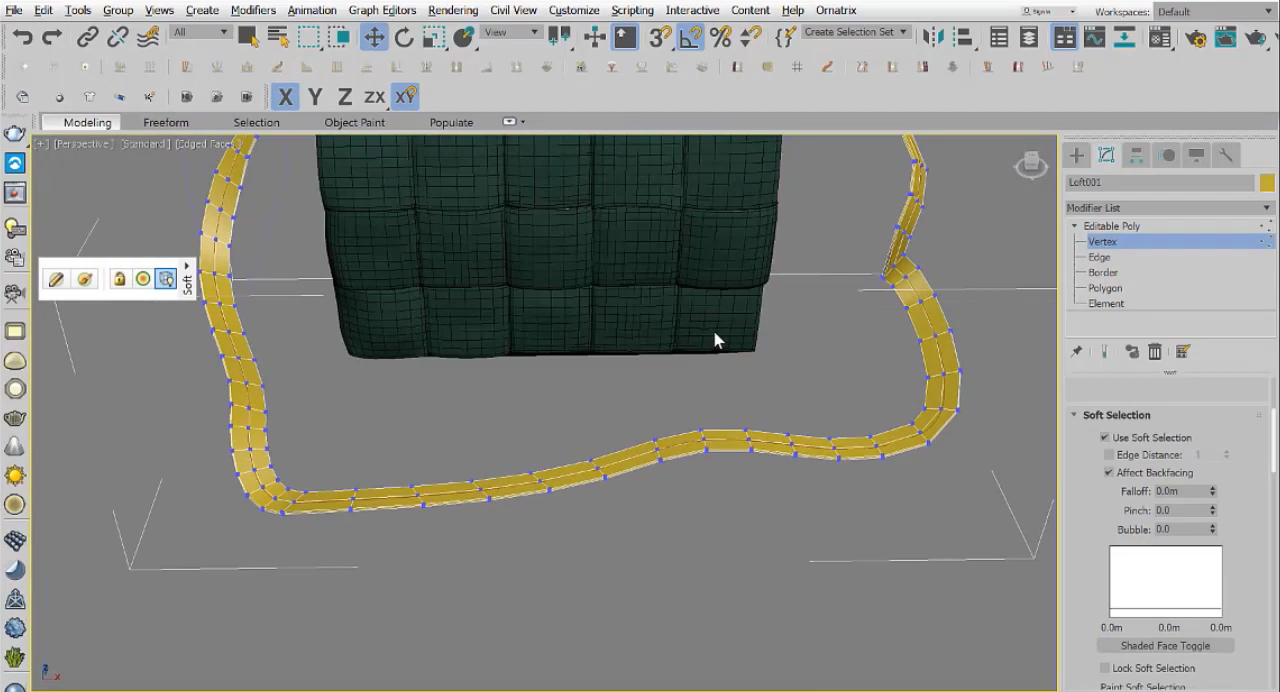 File Edit Tools Group Views Create Modifiers Animation Graph Editors Rendering Civil View Customize Scripting Interactive Content Help Ornatrix Sign In Workspaces: Default
All View Create Selection Set
X Y Z ZX XY
Modeling Freeform Selection Object Paint Populate
[+] [Perspective] [Standard] [Edged Faces]
Loft001
Modifier List
Editable Poly
Vertex
Edge
Border
Polygon
Element
Soft
Soft Selection
Use Soft Selection
Edge Distance: 1
Affect Backfacing
Falloff: 0.0m
Pinch: 0.0
Bubble: 0.0
0.0m 0.0m 0.0m
Shaded Face Toggle
Lock Soft Selection
Paint Soft Selection
z
x